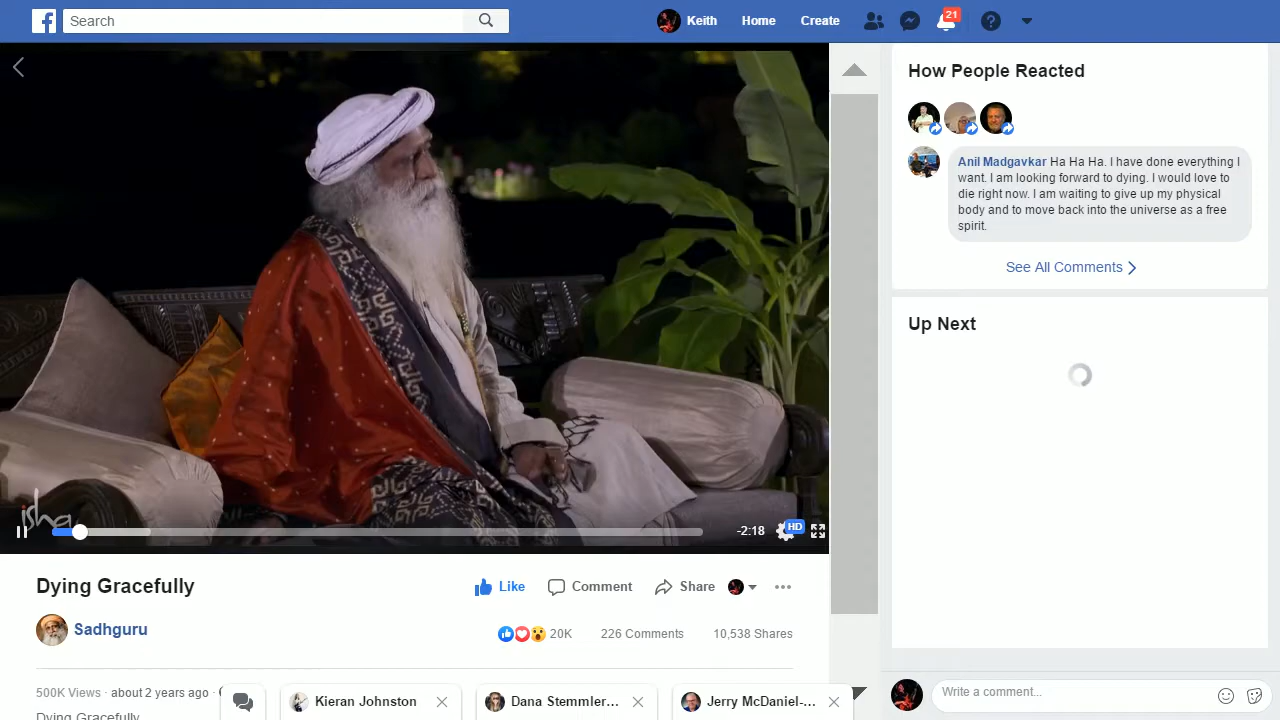 Search
Keith
Home
Create
21
How People Reacted
Anil Madgavkar Ha Ha Ha. I have done everything I
want. I am looking forward to dying. I would love to
die right now. I am waiting to give up my physical
body and to move back into the universe as a free
spirit.
See All Comments
Up Next
isha
-2:18
HD
Dying Gracefully
Like
Comment
Share
Sadhguru
20K
226 Comments
10,538 Shares
500K Views · about 2 years ago ·
Dying Gracefully
Kieran Johnston
Dana Stemmler...
Jerry McDaniel-...
Write a comment...